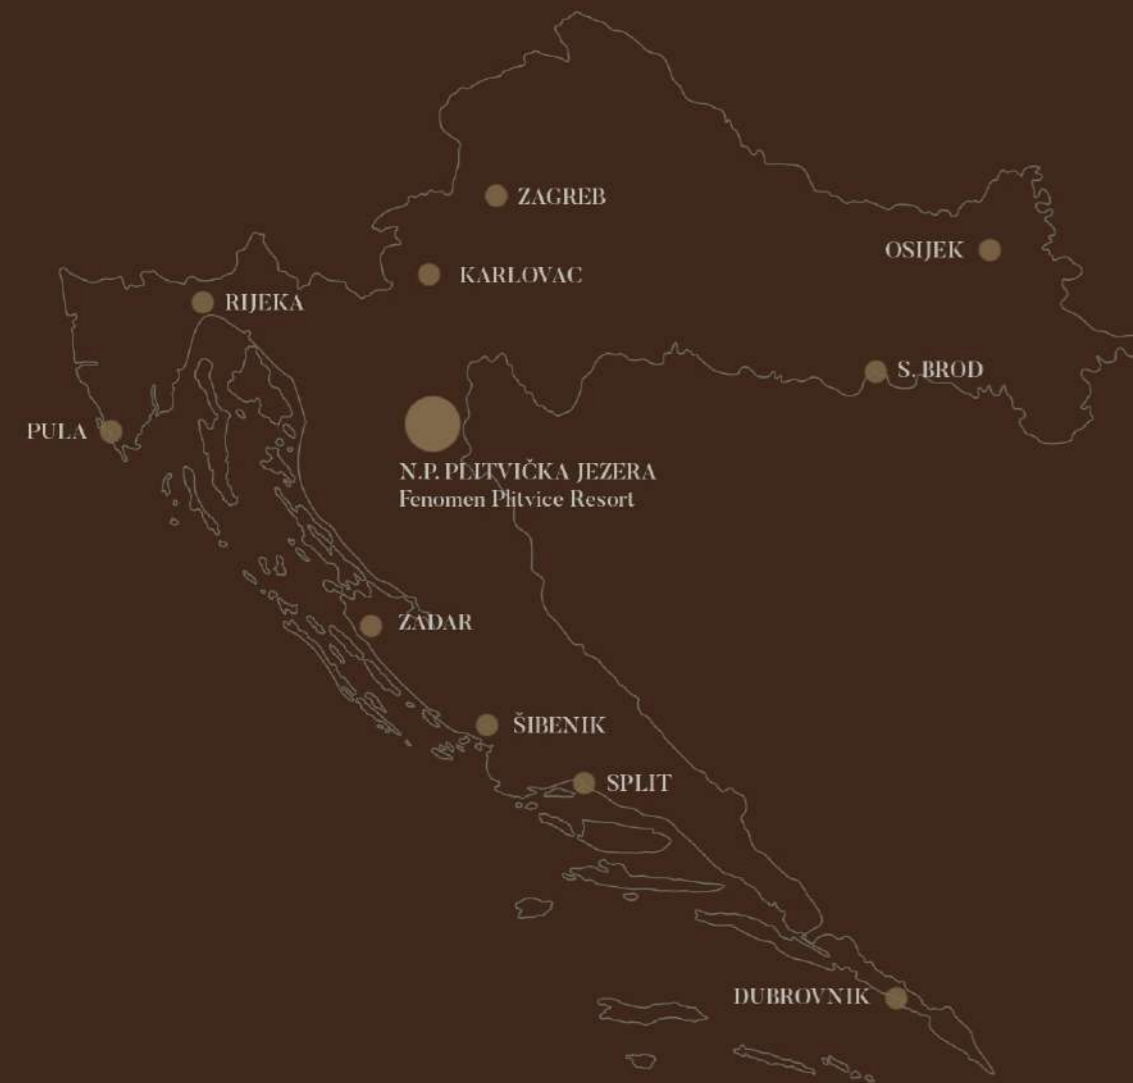 ZAGREB
OSIJEK
KARLOVAC
RIJEKA
S. BROD
PULA
N.P. PLITVIČKA JEZERA
Fenomen Plitvice Resort
ZADAR
ŠIBENIK
SPLIT
DUBROVNIK